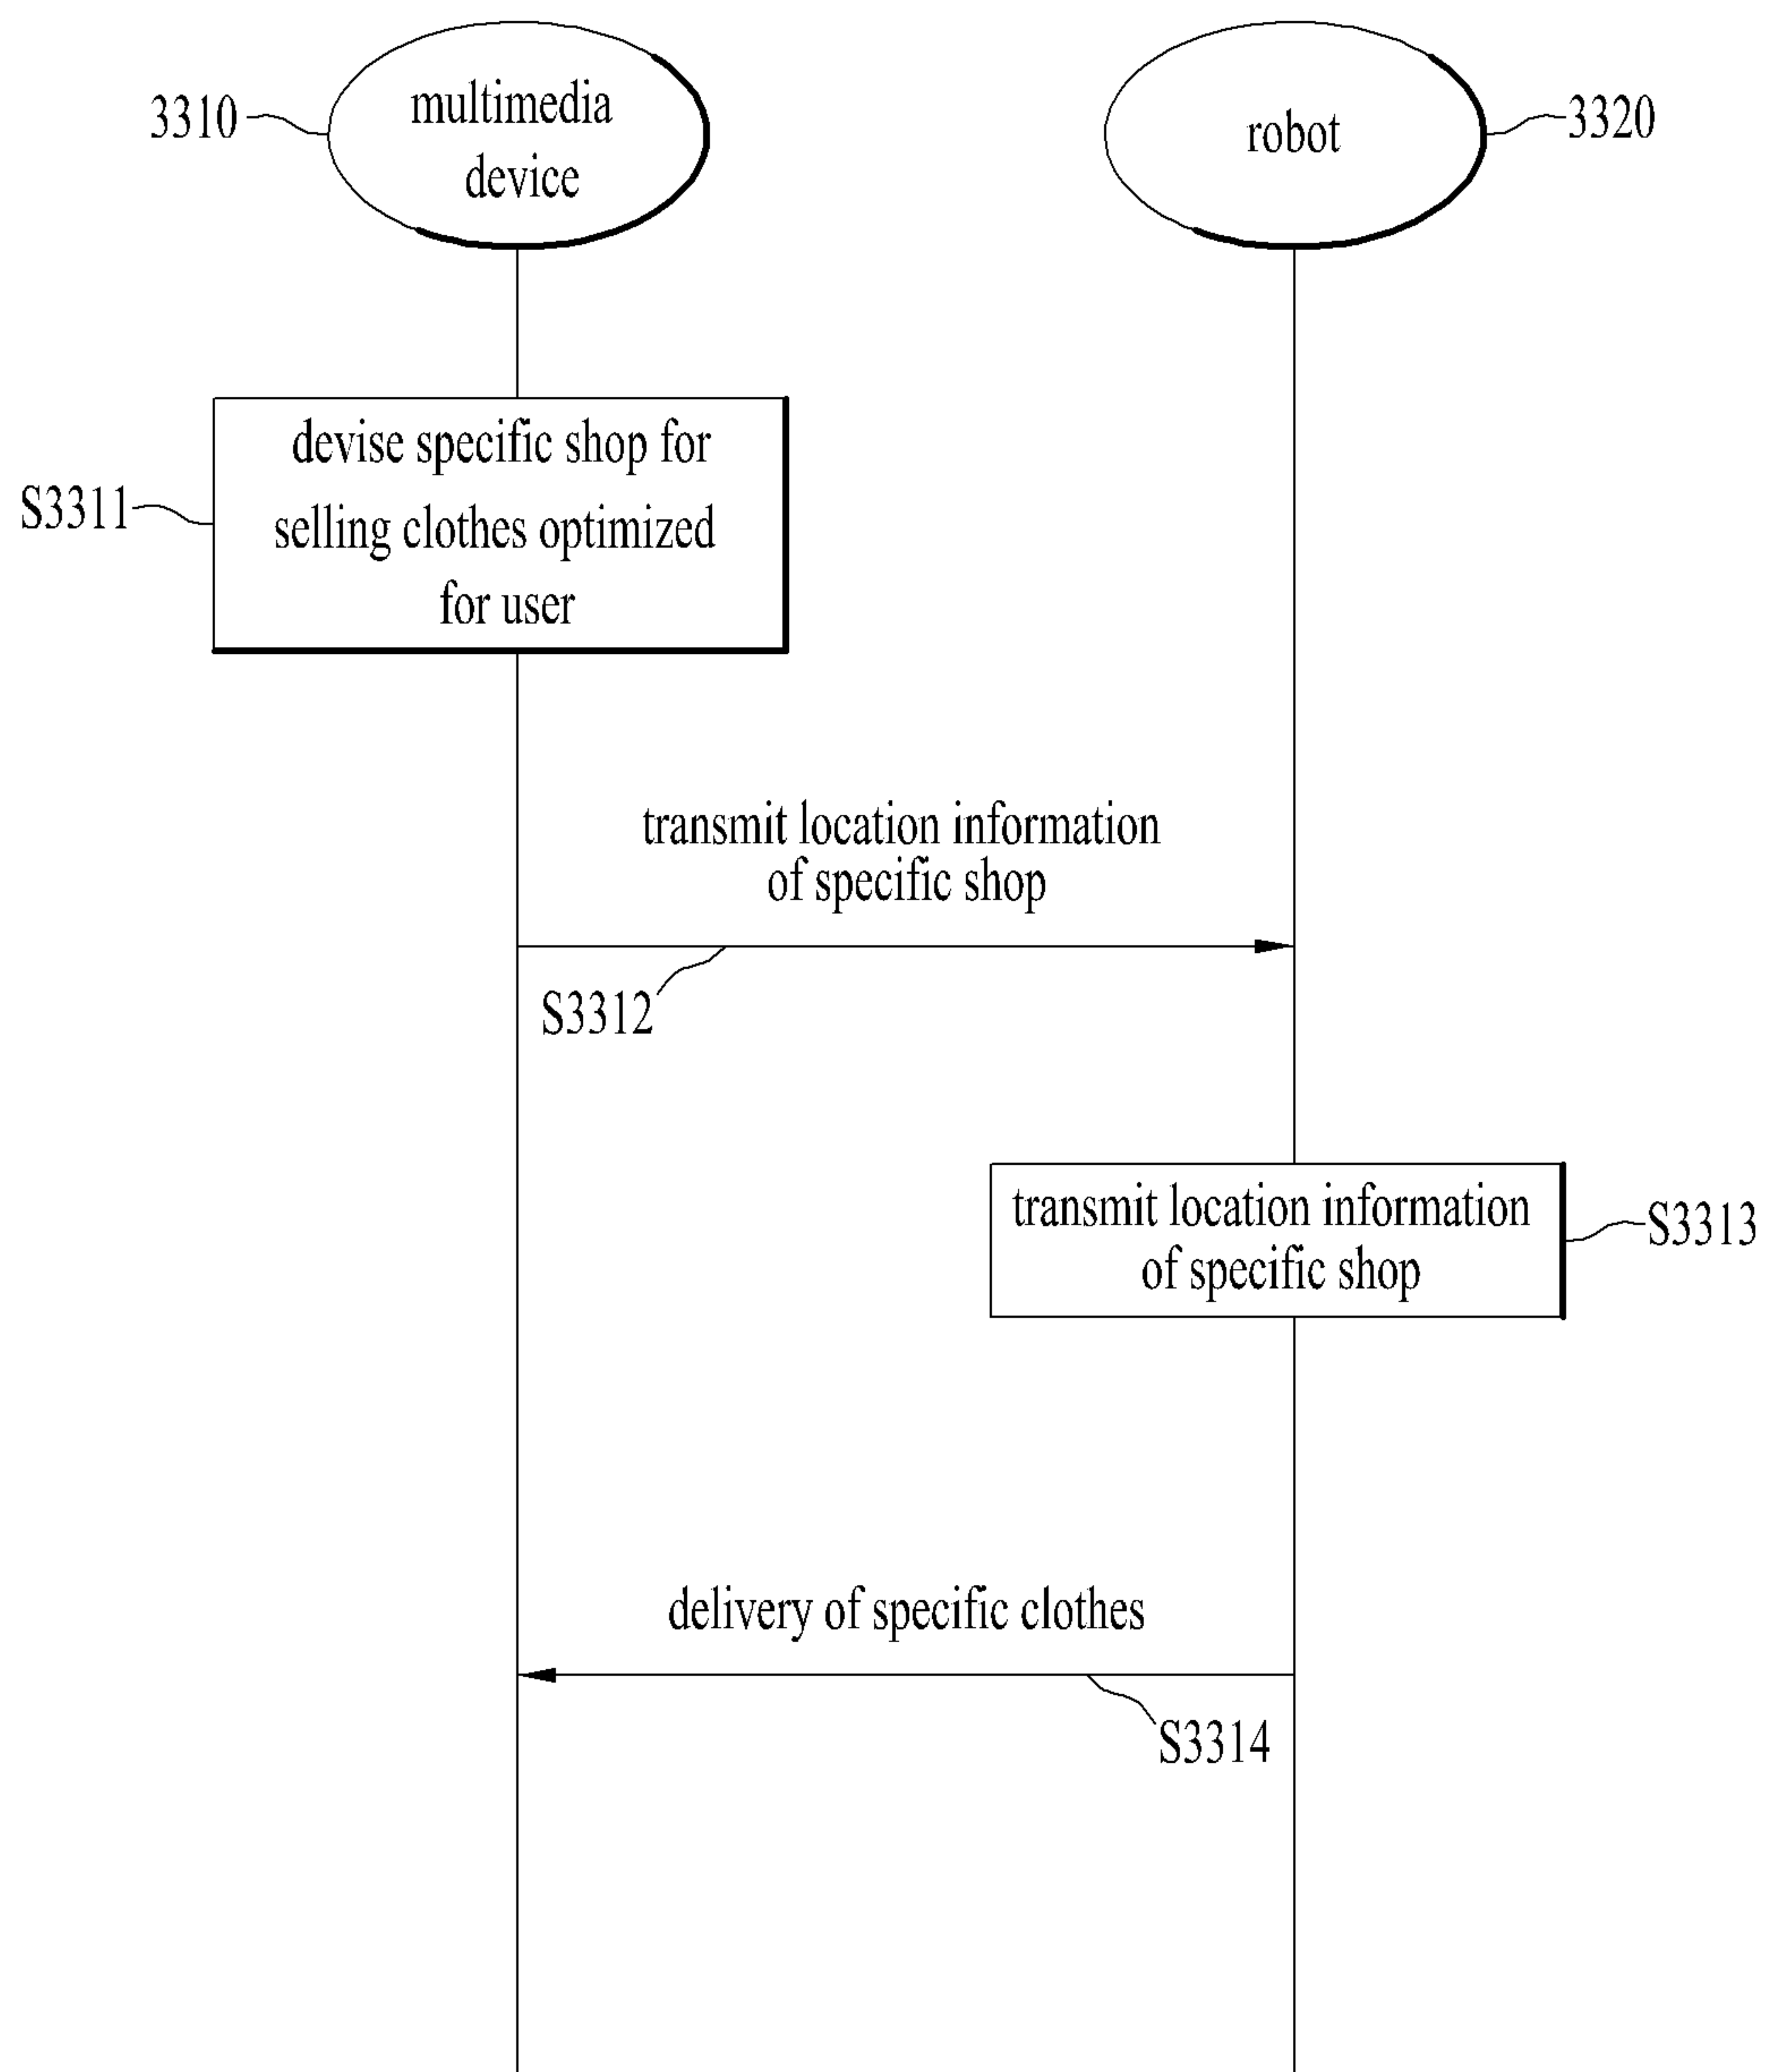 3310
multimedia
device
robot
3320
S3311
devise specific shop for
selling clothes optimized
for user
transmit location information
of specific shop
S3312
transmit location information
of specific shop
S3313
delivery of specific clothes
S3314